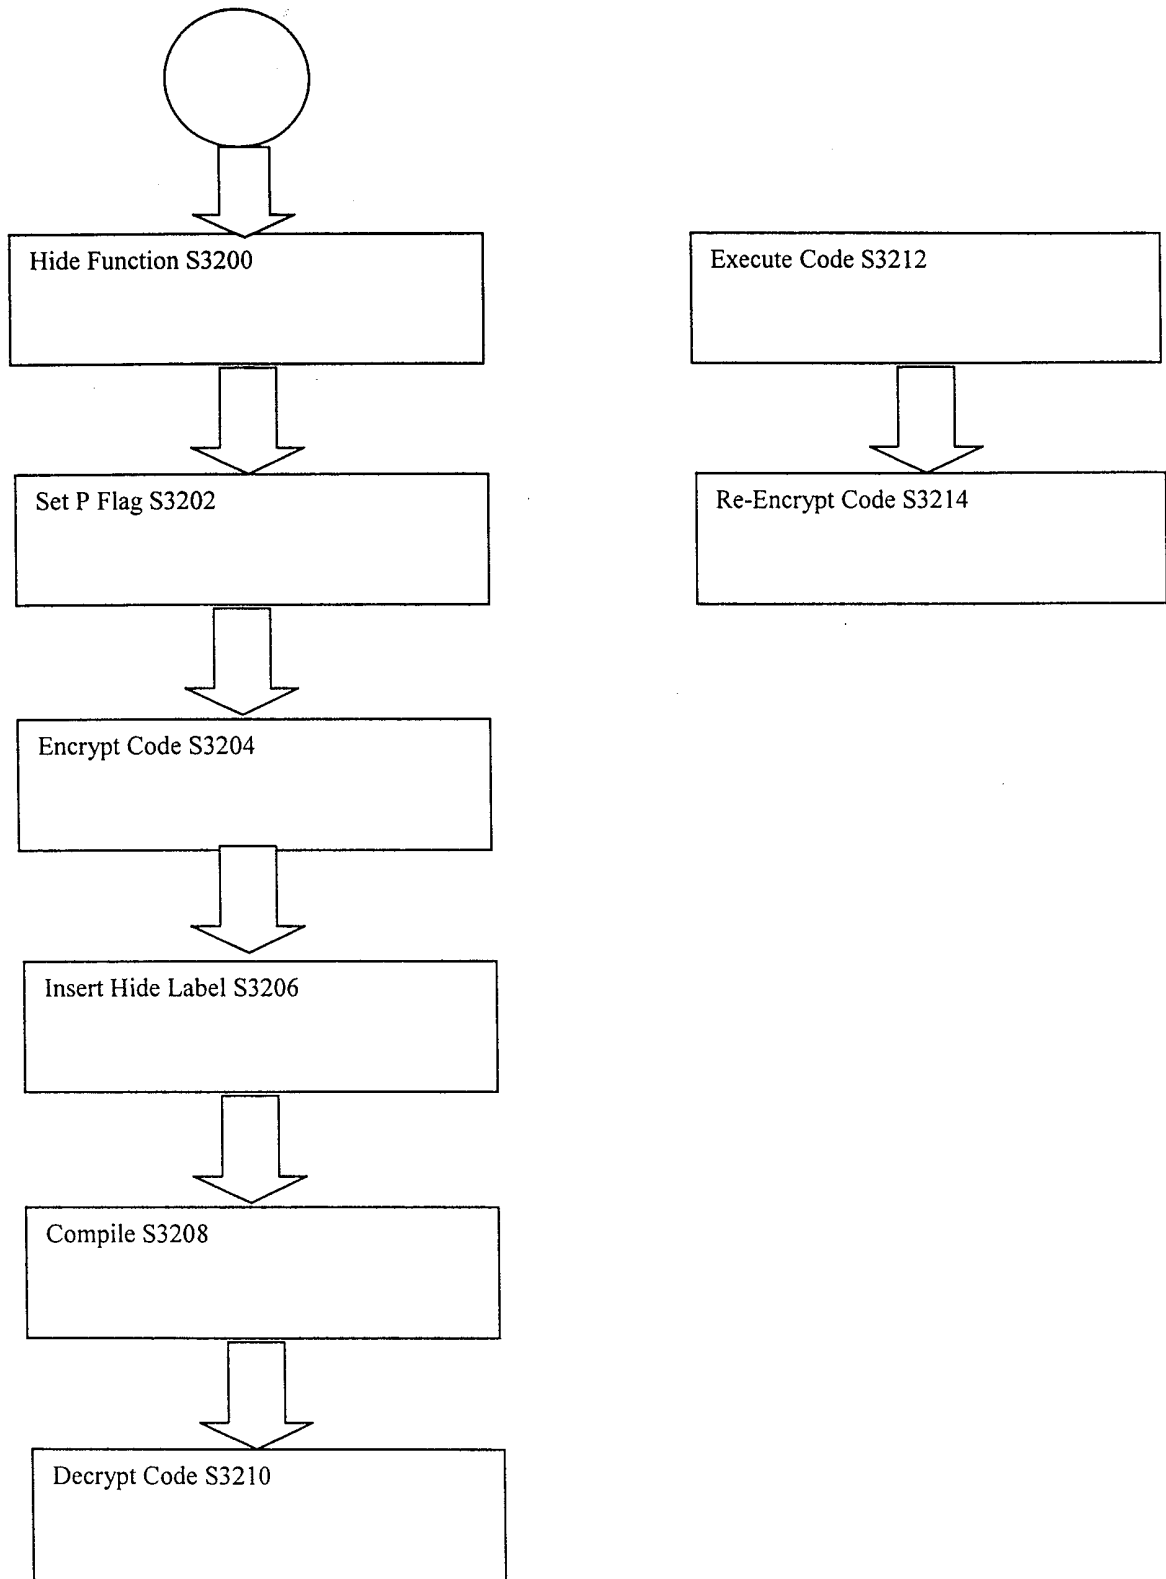 Hide Function S3200
Set P Flag S3202
Encrypt Code S3204
Insert Hide Label S3206
Compile S3208
Decrypt Code S3210
Execute Code S3212
Re-Encrypt Code S3214